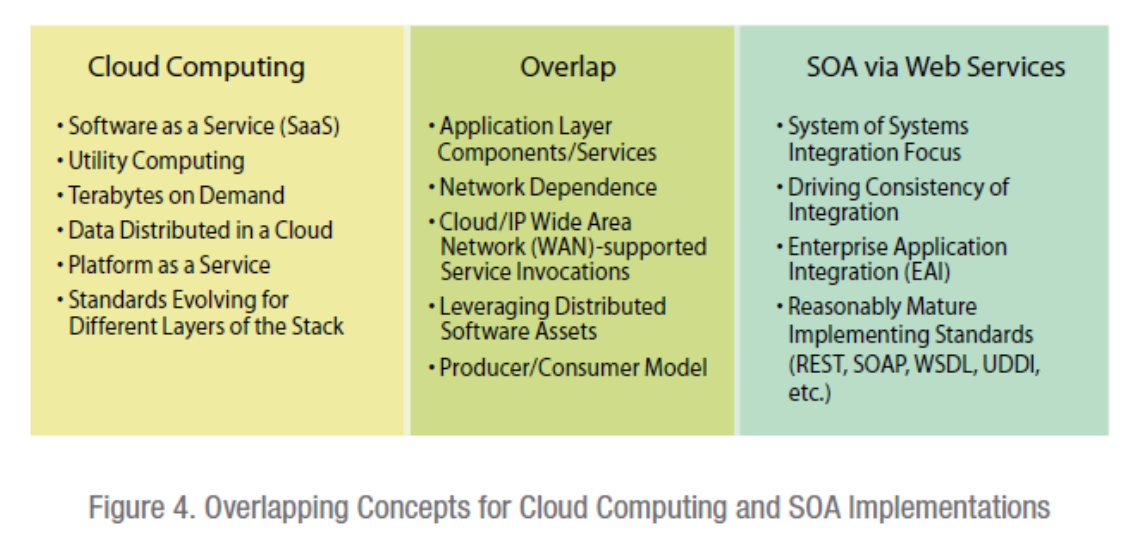 Cloud Computing
• Software as a Service (SaaS)
• Utility Computing
• Terabytes on Demand
• Data Distributed in a Cloud
• Platform as a Service
• Standards Evolving for
Different Layers of the Stack
Overlap
• Application Layer
Components/Services
• Network Dependence
• Cloud/IP Wide Area
Network (WAN)-supported
Service Invocations
• Leveraging Distributed
Software Assets
• Producer/Consumer Model
SOA via Web Services
• System of Systems
Integration Focus
• Driving Consistency of
Integration
• Enterprise Application
Integration (EAI)
• Reasonably Mature
Implementing Standards
(REST, SOAP, WSDL, UDDI,
etc.)
Figure 4. Overlapping Concepts for Cloud Computing and SOA Implementations